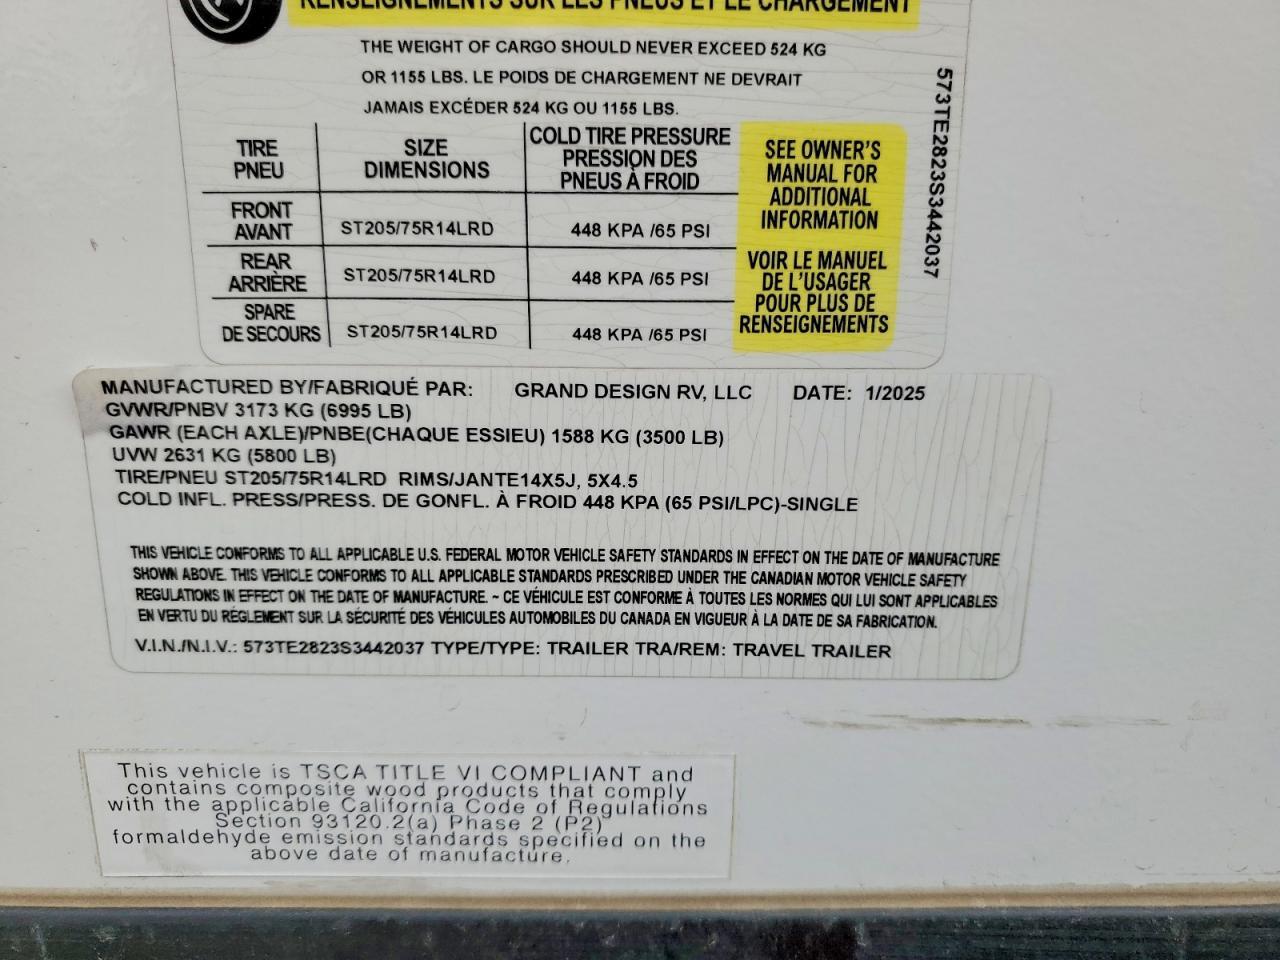 RENSEIGNEMENTS SUR LES PNEUS ET LE CHARGEMENT
THE WEIGHT OF CARGO SHOULD NEVER EXCEED 524 KG
OR 1155 LBS. LE POIDS DE CHARGEMENT NE DEVRAIT
JAMAIS EXCÉDER 524 KG OU 1155 LBS.
TIRE
PNEU
SIZE
DIMENSIONS
COLD TIRE PRESSURE
PRESSION DES
PNEUS À FROID
FRONT
AVANT
ST205/75R14LRD
448 KPA /65 PSI
REAR
ARRIÈRE
ST205/75R14LRD
448 KPA /65 PSI
SPARE
DE SECOURS
ST205/75R14LRD
448 KPA /65 PSI
SEE OWNER'S
MANUAL FOR
ADDITIONAL
INFORMATION
VOIR LE MANUEL
DE L'USAGER
POUR PLUS DE
RENSEIGNEMENTS
573TE2823S3442037
MANUFACTURED BY/FABRIQUÉ PAR: GRAND DESIGN RV, LLC DATE: 1/2025
GVWR/PNBV 3173 KG (6995 LB)
GAWR (EACH AXLE)/PNBE(CHAQUE ESSIEU) 1588 KG (3500 LB)
UVW 2631 KG (5800 LB)
TIRE/PNEU ST205/75R14LRD RIMS/JANTE14X5J, 5X4.5
COLD INFL. PRESS/PRESS. DE GONFL. À FROID 448 KPA (65 PSI/LPC)-SINGLE
THIS VEHICLE CONFORMS TO ALL APPLICABLE U.S. FEDERAL MOTOR VEHICLE SAFETY STANDARDS IN EFFECT ON THE DATE OF MANUFACTURE
SHOWN ABOVE. THIS VEHICLE CONFORMS TO ALL APPLICABLE STANDARDS PRESCRIBED UNDER THE CANADIAN MOTOR VEHICLE SAFETY
REGULATIONS IN EFFECT ON THE DATE OF MANUFACTURE. ~ CE VÉHICULE EST CONFORME À TOUTES LES NORMES QUI LUI SONT APPLICABLES
EN VERTU DU RÉGLEMENT SUR LA SÉCURITÉ DES VÉHICULES AUTOMOBILES DU CANADA EN VIGUEUR À LA DATE DE SA FABRICATION.
V.I.N./N.I.V.: 573TE2823S3442037 TYPE/TYPE: TRAILER TRA/REM: TRAVEL TRAILER
This vehicle is TSCA TITLE VI COMPLIANT and
contains composite wood products that comply
with the applicable California Code of Regulations
Section 93120.2(a) Phase 2 (P2)
formaldehyde emission standards specified on the
above date of manufacture.